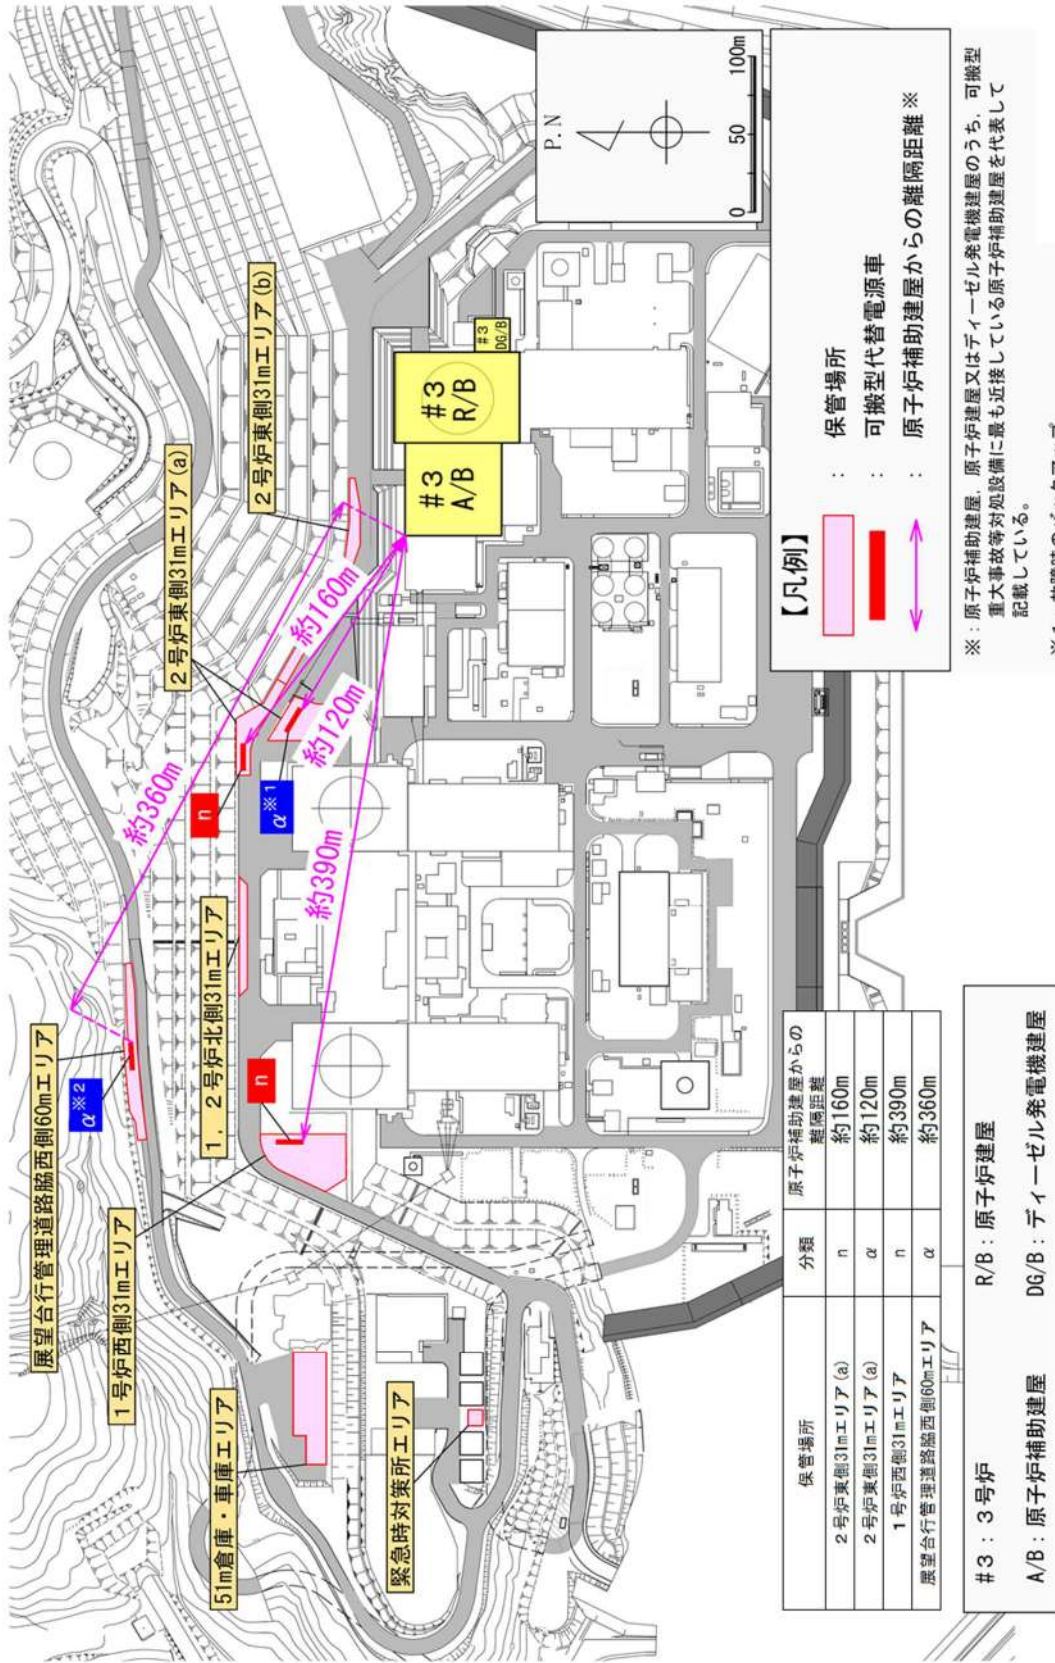 展望台行管理道路脇西側60mエリア
α※2
1号炉西側31mエリア
51m倉庫・車庫エリア
緊急時対策所エリア
1，2号炉北側31mエリア
n
n
α※1
2号炉東側31mエリア(a)
2号炉東側31mエリア(b)
約360m
約160m
約120m
約390m
#3
A/B
#3
R/B
#3
DG/B
P.N
0 50 100m
【凡例】
： 保管場所
： 可搬型代替電源車
： 原子炉補助建屋からの離隔距離※
※：原子炉補助建屋，原子炉建屋又はディーゼル発電機建屋のうち，可搬型
重大事故等対処設備に最も近接している原子炉補助建屋を代表して
記載している。
保管場所 分類 原子炉補助建屋からの
離隔距離
2号炉東側31mエリア(a) n 約160m
2号炉東側31mエリア(a) α 約120m
1号炉西側31mエリア n 約390m
展望台行管理道路脇西側60mエリア α 約360m
#3：3号炉 R/B：原子炉建屋
A/B：原子炉補助建屋 DG/B：ディーゼル発電機建屋